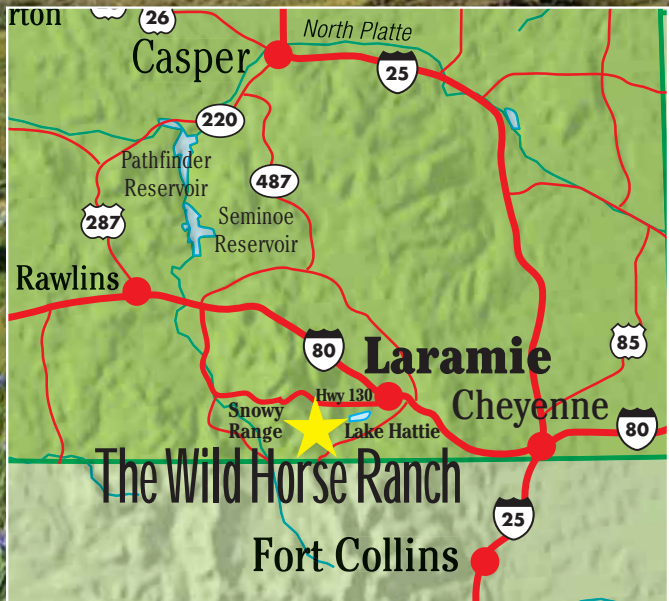 rton
26
North Platte
Casper
25
220
Pathfinder
Reservoir
487
287
Seminoe
Reservoir
Rawlins
80
Laramie
85
Hwy 130
Snowy
Range
Lake Hattie
Cheyenne
80
The Wild Horse Ranch
25
Fort Collins